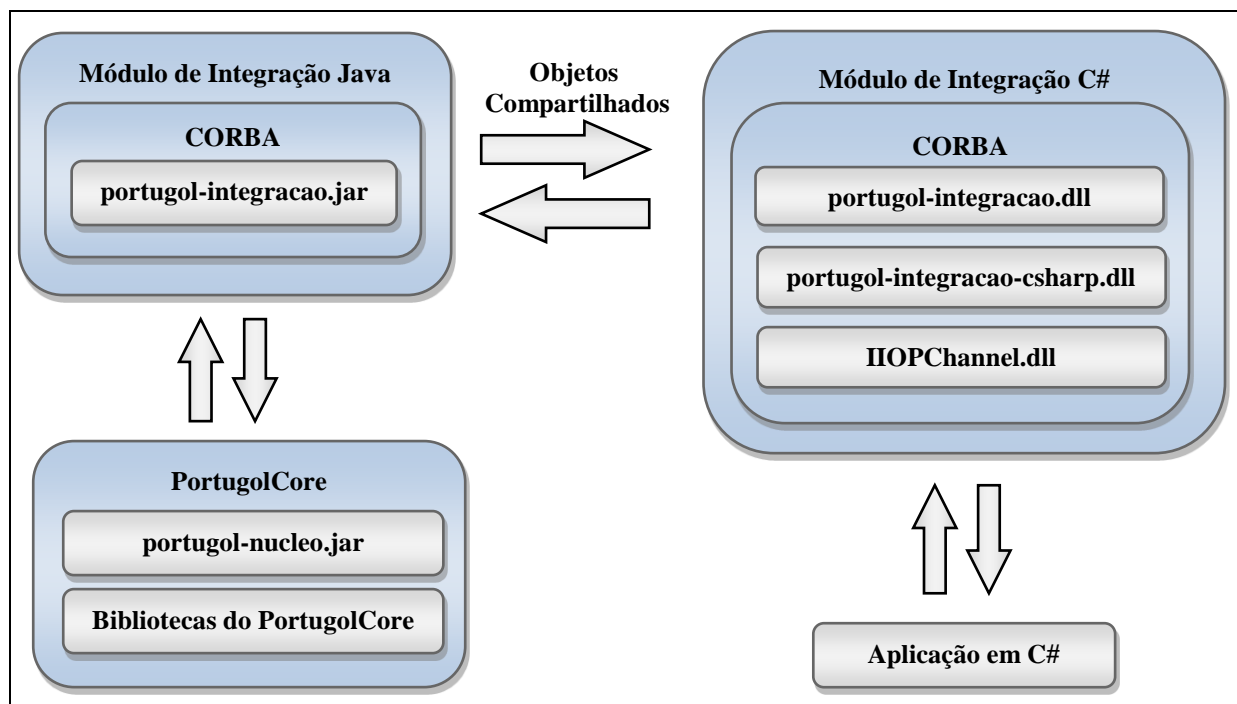 Módulo de Integração Java
CORBA
portugol-integracao.jar
Objetos
Compartilhados
Módulo de Integração C#
CORBA
portugol-integracao.dll
portugol-integracao-csharp.dll
IIOPChannel.dll
PortugolCore
portugol-nucleo.jar
Bibliotecas do PortugolCore
Aplicação em C#